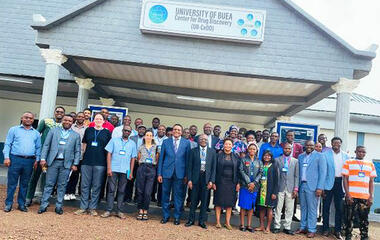 UNIVERSITY OF BUEA
Center for Drug Discovery
(UB-CeDD)